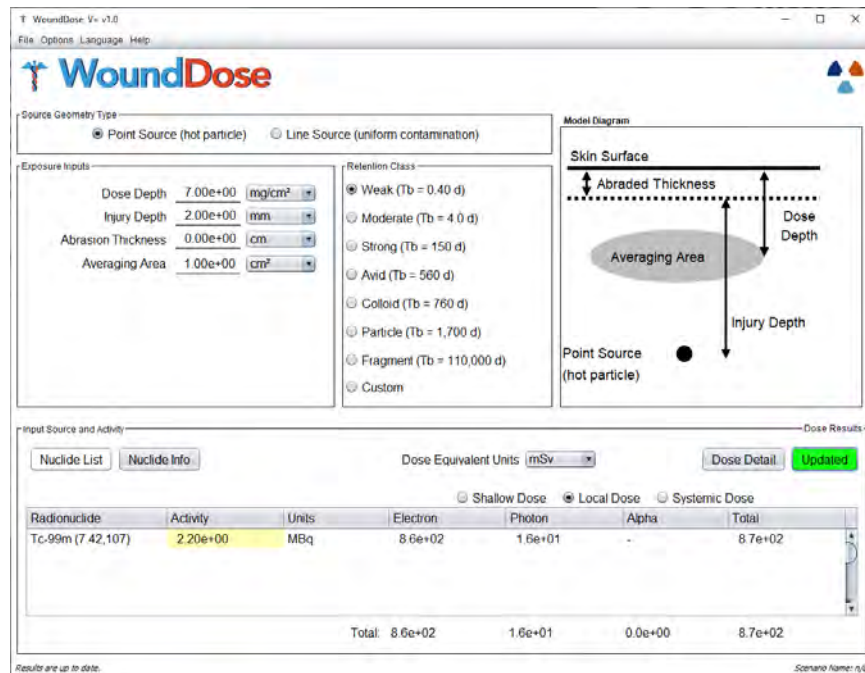 WoundDose V= v1.0
File Options Language Help
WoundDose
Source Geometry Type
Point Source (hot particle) Line Source (uniform contamination)
Exposure Inputs
Dose Depth 7.00e+00 mg/cm²
Injury Depth 2.00e+00 mm
Abrasion Thickness 0.00e+00 cm
Averaging Area 1.00e+00 cm²
Retention Class
Weak (Tb = 0.40 d)
Moderate (Tb = 4.0 d)
Strong (Tb = 150 d)
Avid (Tb = 560 d)
Colloid (Tb = 760 d)
Particle (Tb = 1,700 d)
Fragment (Tb = 110,000 d)
Custom
Model Diagram
Skin Surface
Abraded Thickness
Dose
Depth
Averaging Area
Injury Depth
Point Source
(hot particle)
Input Source and Activity Dose Results
Nuclide List Nuclide Info Dose Equivalent Units mSv Dose Detail Updated
Shallow Dose Local Dose Systemic Dose
Radionuclide Activity Units Electron Photon Alpha Total
Tc-99m (7.42,107) 2.20e+00 MBq 8.6e+02 1.6e+01 - 8.7e+02
Total: 8.6e+02 1.6e+01 0.0e+00 8.7e+02
Results are up to date. Scenario Name: n/a